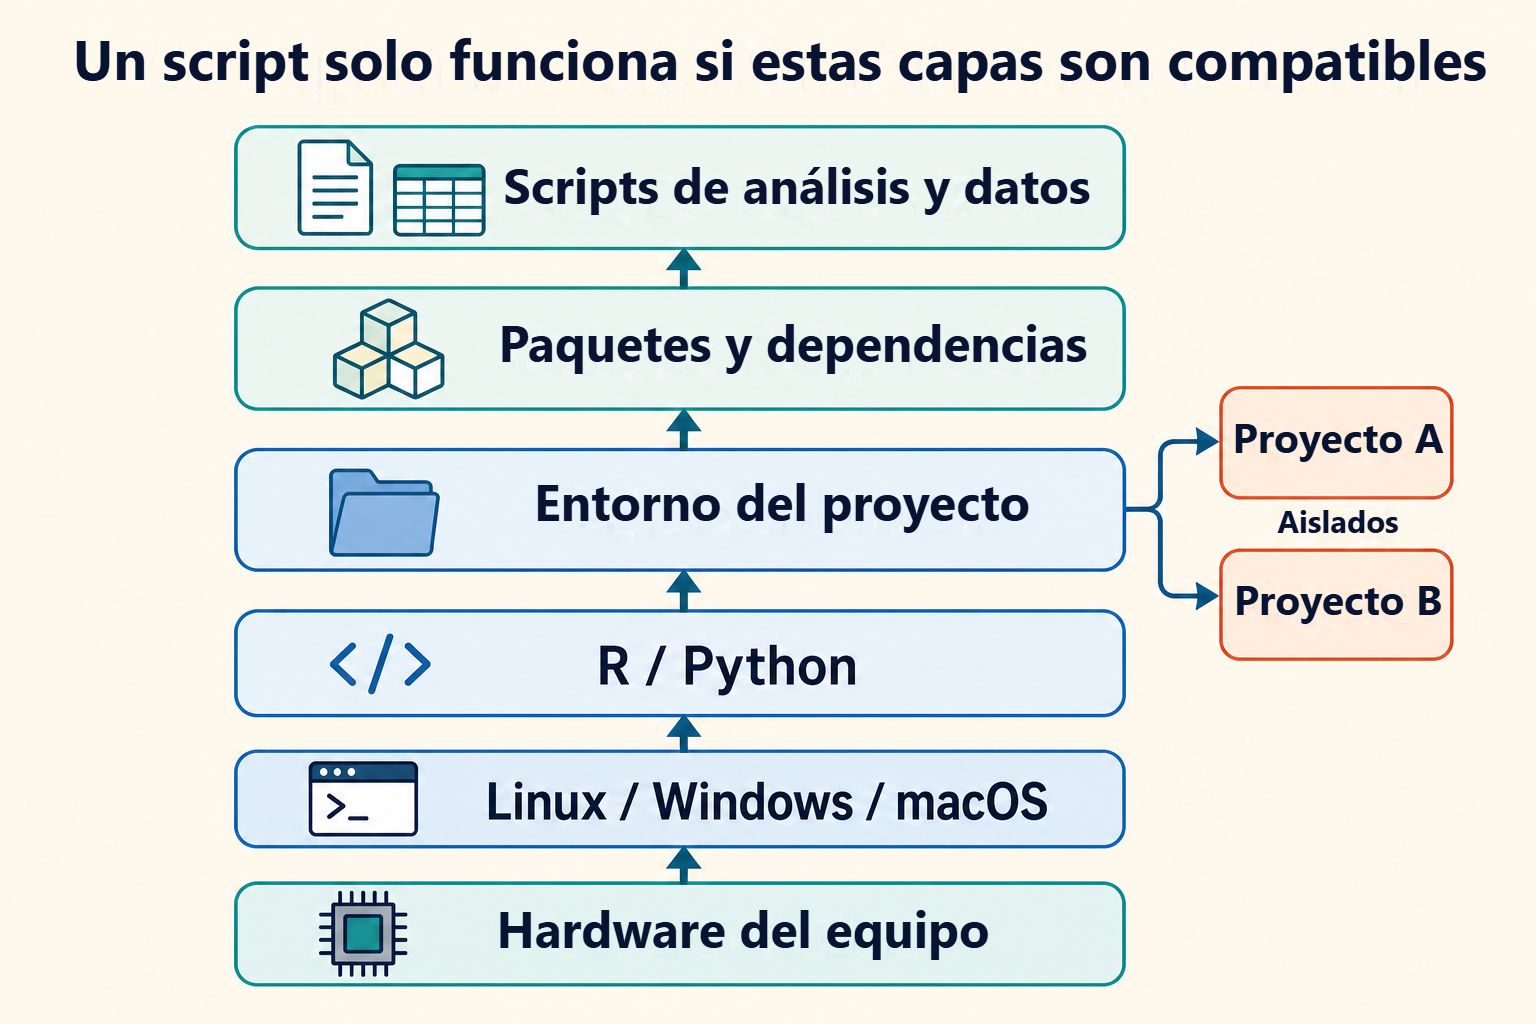 Un script solo funciona si estas capas son compatibles
Scripts de análisis y datos
Paquetes y dependencias
Entorno del proyecto
Proyecto A
Aislados
Proyecto B
R / Python
Linux / Windows / macOS
Hardware del equipo